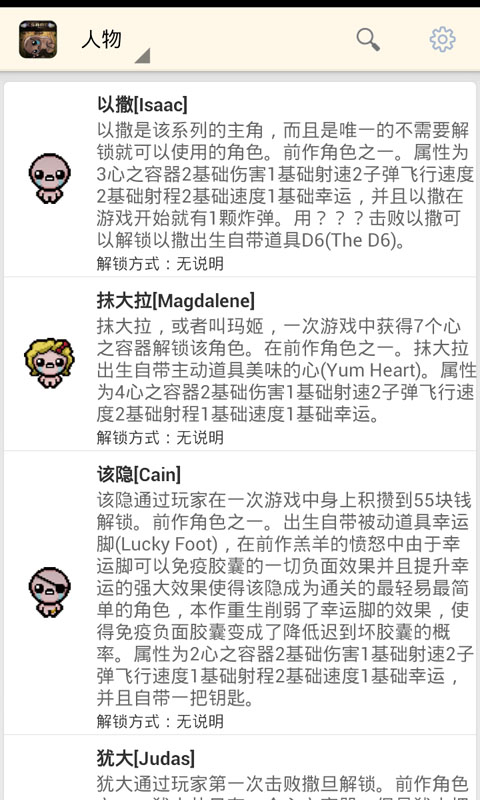 人物
以撒[Isaac]
以撒是该系列的主角，而且是唯一的不需要解
锁就可以使用的角色。前作角色之一。属性为
3心之容器2基础伤害1基础射速2子弹飞行速度
2基础射程2基础速度1基础幸运，并且以撒在
游戏开始就有1颗炸弹。用？？？击败以撒可
以解锁以撒出生自带道具D6(The D6)。
解锁方式：无说明
抹大拉[Magdalene]
抹大拉，或者叫玛姬，一次游戏中获得7个心
之容器解锁该角色。在前作角色之一。抹大拉
出生自带主动道具美味的心(Yum Heart)。属性
为4心之容器2基础伤害1基础射速2子弹飞行速
度2基础射程1基础速度1基础幸运。
解锁方式：无说明
该隐[Cain]
该隐通过玩家在一次游戏中身上积攒到55块钱
解锁。前作角色之一。出生自带被动道具幸运
脚(Lucky Foot)，在前作羔羊的愤怒中由于幸
运脚可以免疫胶囊的一切负面效果并且提升幸
运的强大效果使得该隐成为通关的最轻易最简
单的角色，本作重生削弱了幸运脚的效果，使
得免疫负面胶囊变成了降低迟到坏胶囊的概
率。属性为2心之容器2基础伤害1基础射速2子
弹飞行速度1基础射程2基础速度1基础幸运，
并且自带一把钥匙。
解锁方式：无说明
犹大[Judas]
犹大通过玩家第一次击败撒旦解锁。前作角色